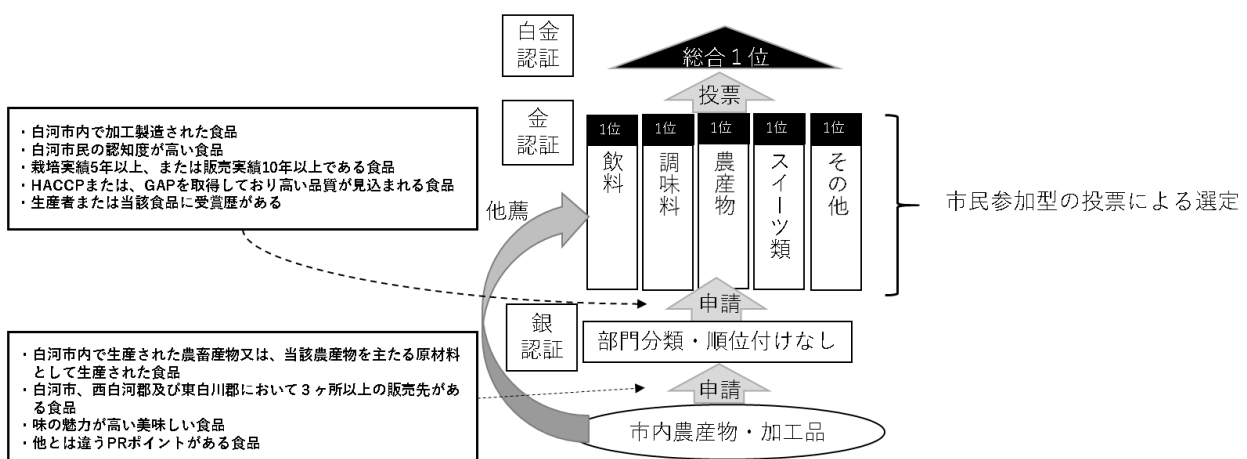 白金
認証
総合１位
投票
金
認証
1位
1位
1位
1位
1位
飲料
調味料
農産物
スイーツ類
その他
・白河市内で加工製造された食品
・白河市民の認知度が高い食品
・栽培実績5年以上、または販売実績10年以上である食品
・HACCPまたは、GAPを取得しており高い品質が見込まれる食品
・生産者または当該食品に受賞歴がある
他薦
市民参加型の投票による選定
申請
銀
認証
部門分類・順位付けなし
・白河市内で生産された農畜産物又は、当該農産物を主たる原材料
として生産された食品
・白河市、西白河郡及び東白川郡において３ヶ所以上の販売先があ
る食品
・味の魅力が高い美味しい食品
・他とは違うPRポイントがある食品
申請
市内農産物・加工品